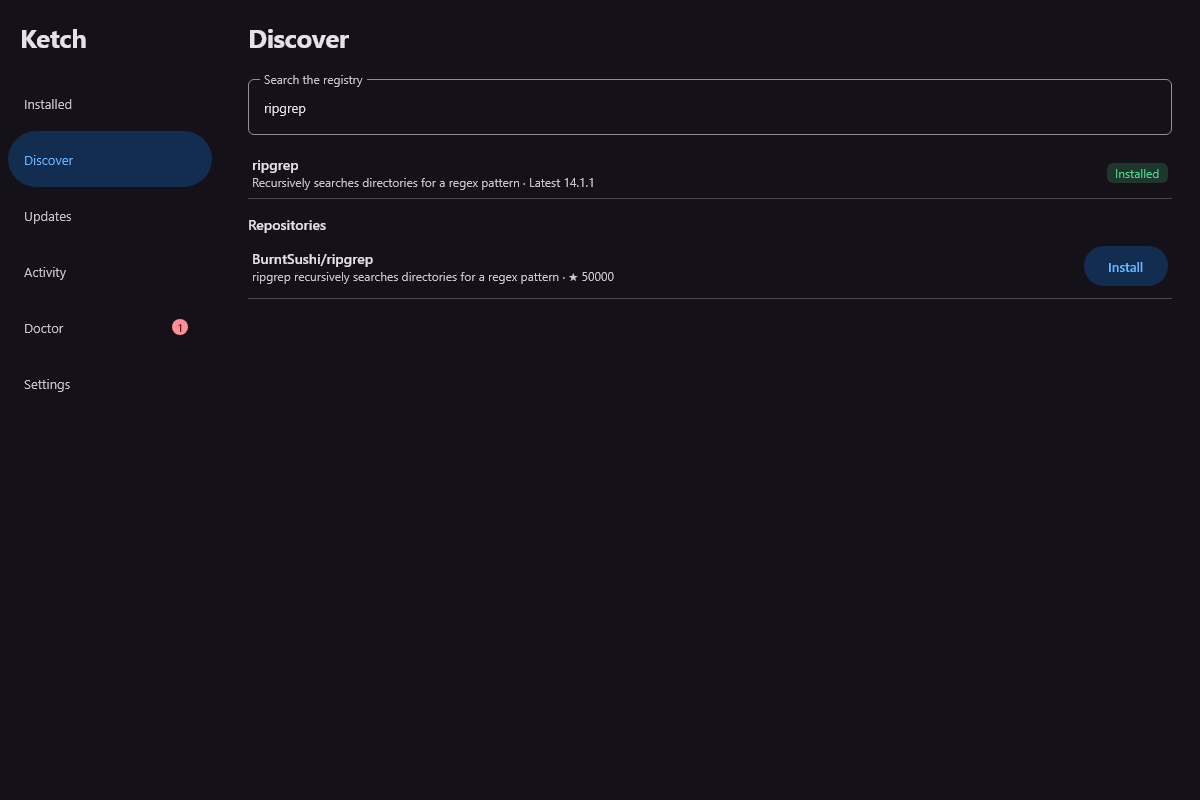 Ketch
Installed
Discover
Updates
Activity
Doctor
1
Settings
Discover
Search the registry
ripgrep
ripgrep
Recursively searches directories for a regex pattern · Latest 14.1.1
Installed
Repositories
BurntSushi/ripgrep
ripgrep recursively searches directories for a regex pattern · ★ 50000
Install